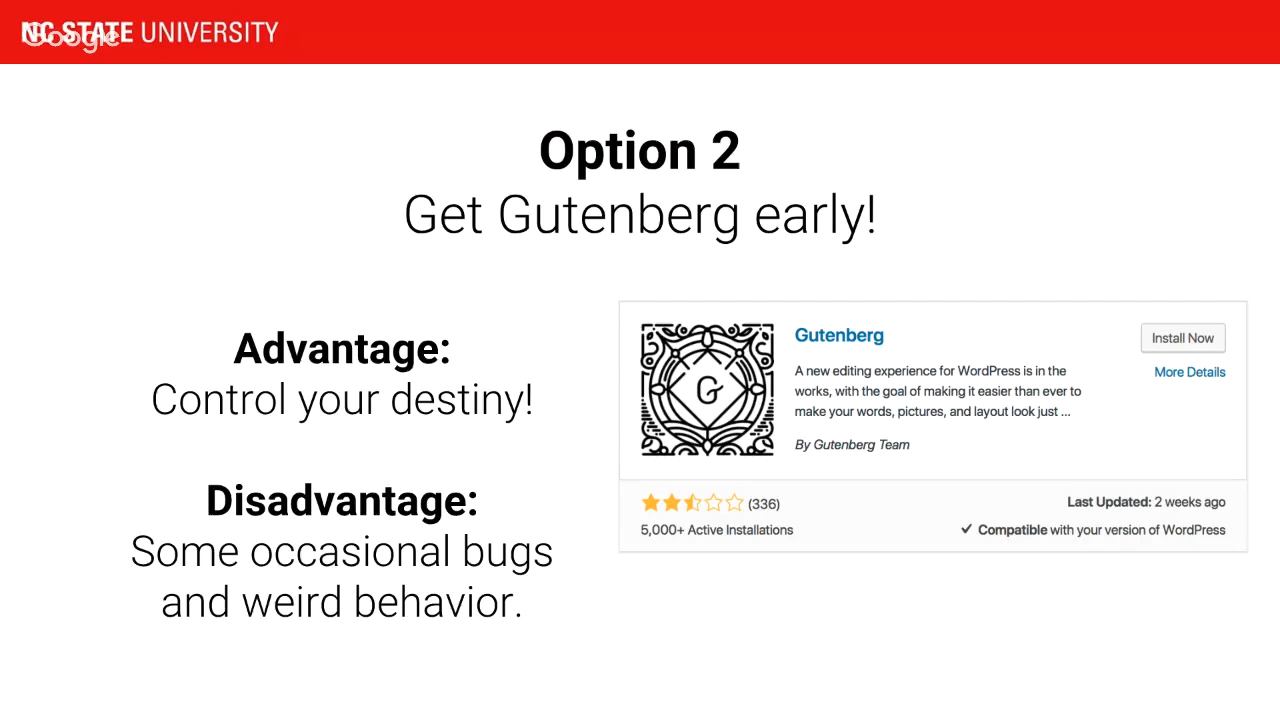 NC STATE UNIVERSITY
Google
Option 2
Get Gutenberg early!
Advantage:
Control your destiny!
Disadvantage:
Some occasional bugs
and weird behavior.
G
Gutenberg
Install Now
A new editing experience for WordPress is in the
More Details
works, with the goal of making it easier than ever to
make your words, pictures, and layout look just ...
By Gutenberg Team
(336)
Last Updated: 2 weeks ago
5,000+ Active Installations
✔ Compatible with your version of WordPress